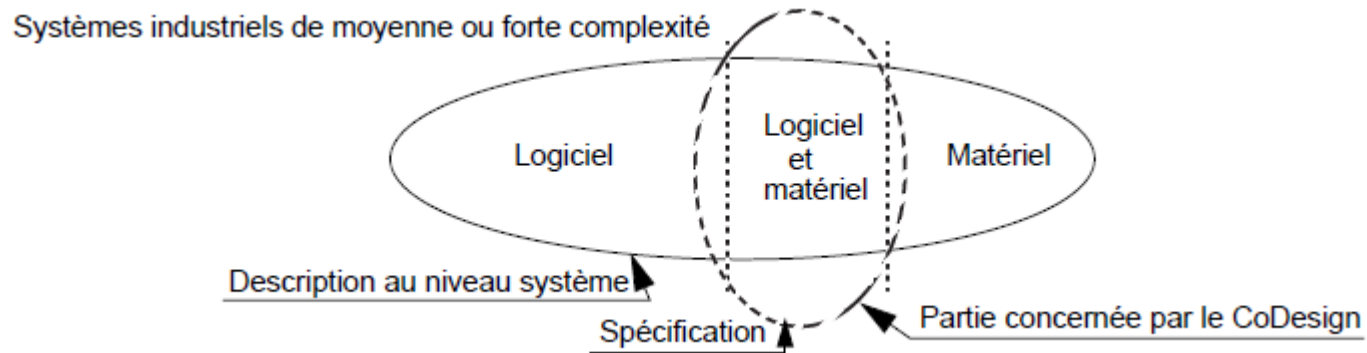 Systèmes industriels de moyenne ou forte complexité
Logiciel
Logiciel
et
matériel
Matériel
Description au niveau système
Spécification
Partie concernée par le CoDesign